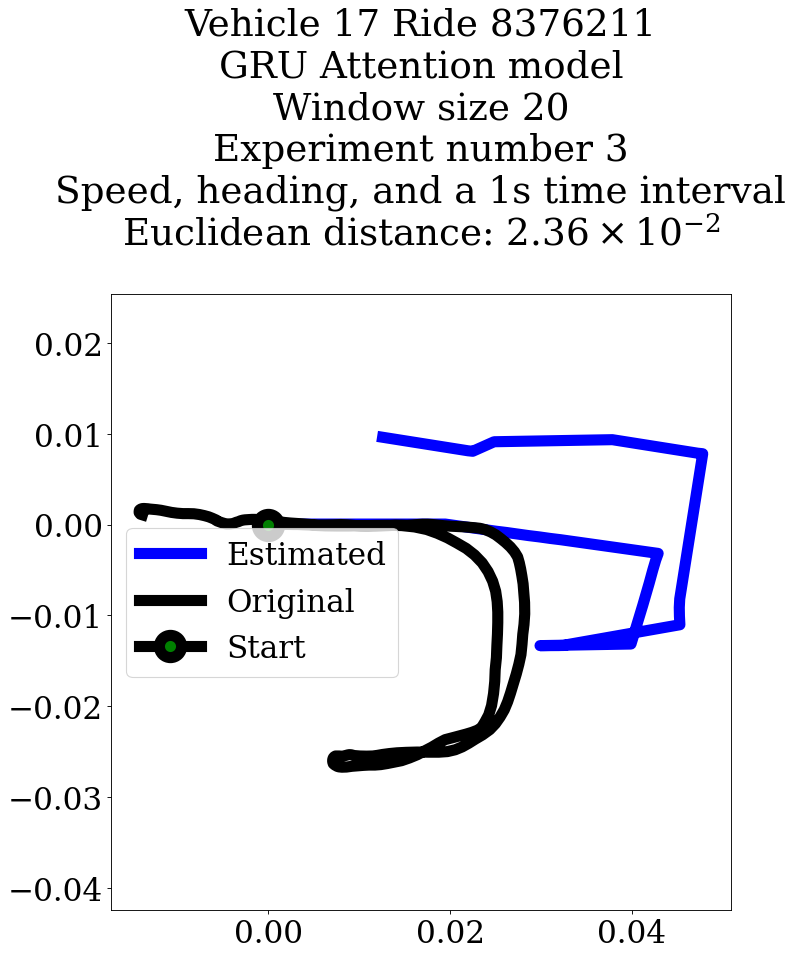 Vehicle 17 Ride 8376211
GRU Attention model
Window size 20
Experiment number 3
Speed, heading, and a 1s time interval
Euclidean distance: 2.36 × 10⁻²
0.02
0.01
0.00
−0.01
−0.02
−0.03
−0.04
Estimated
Original
Start
0.00
0.02
0.04